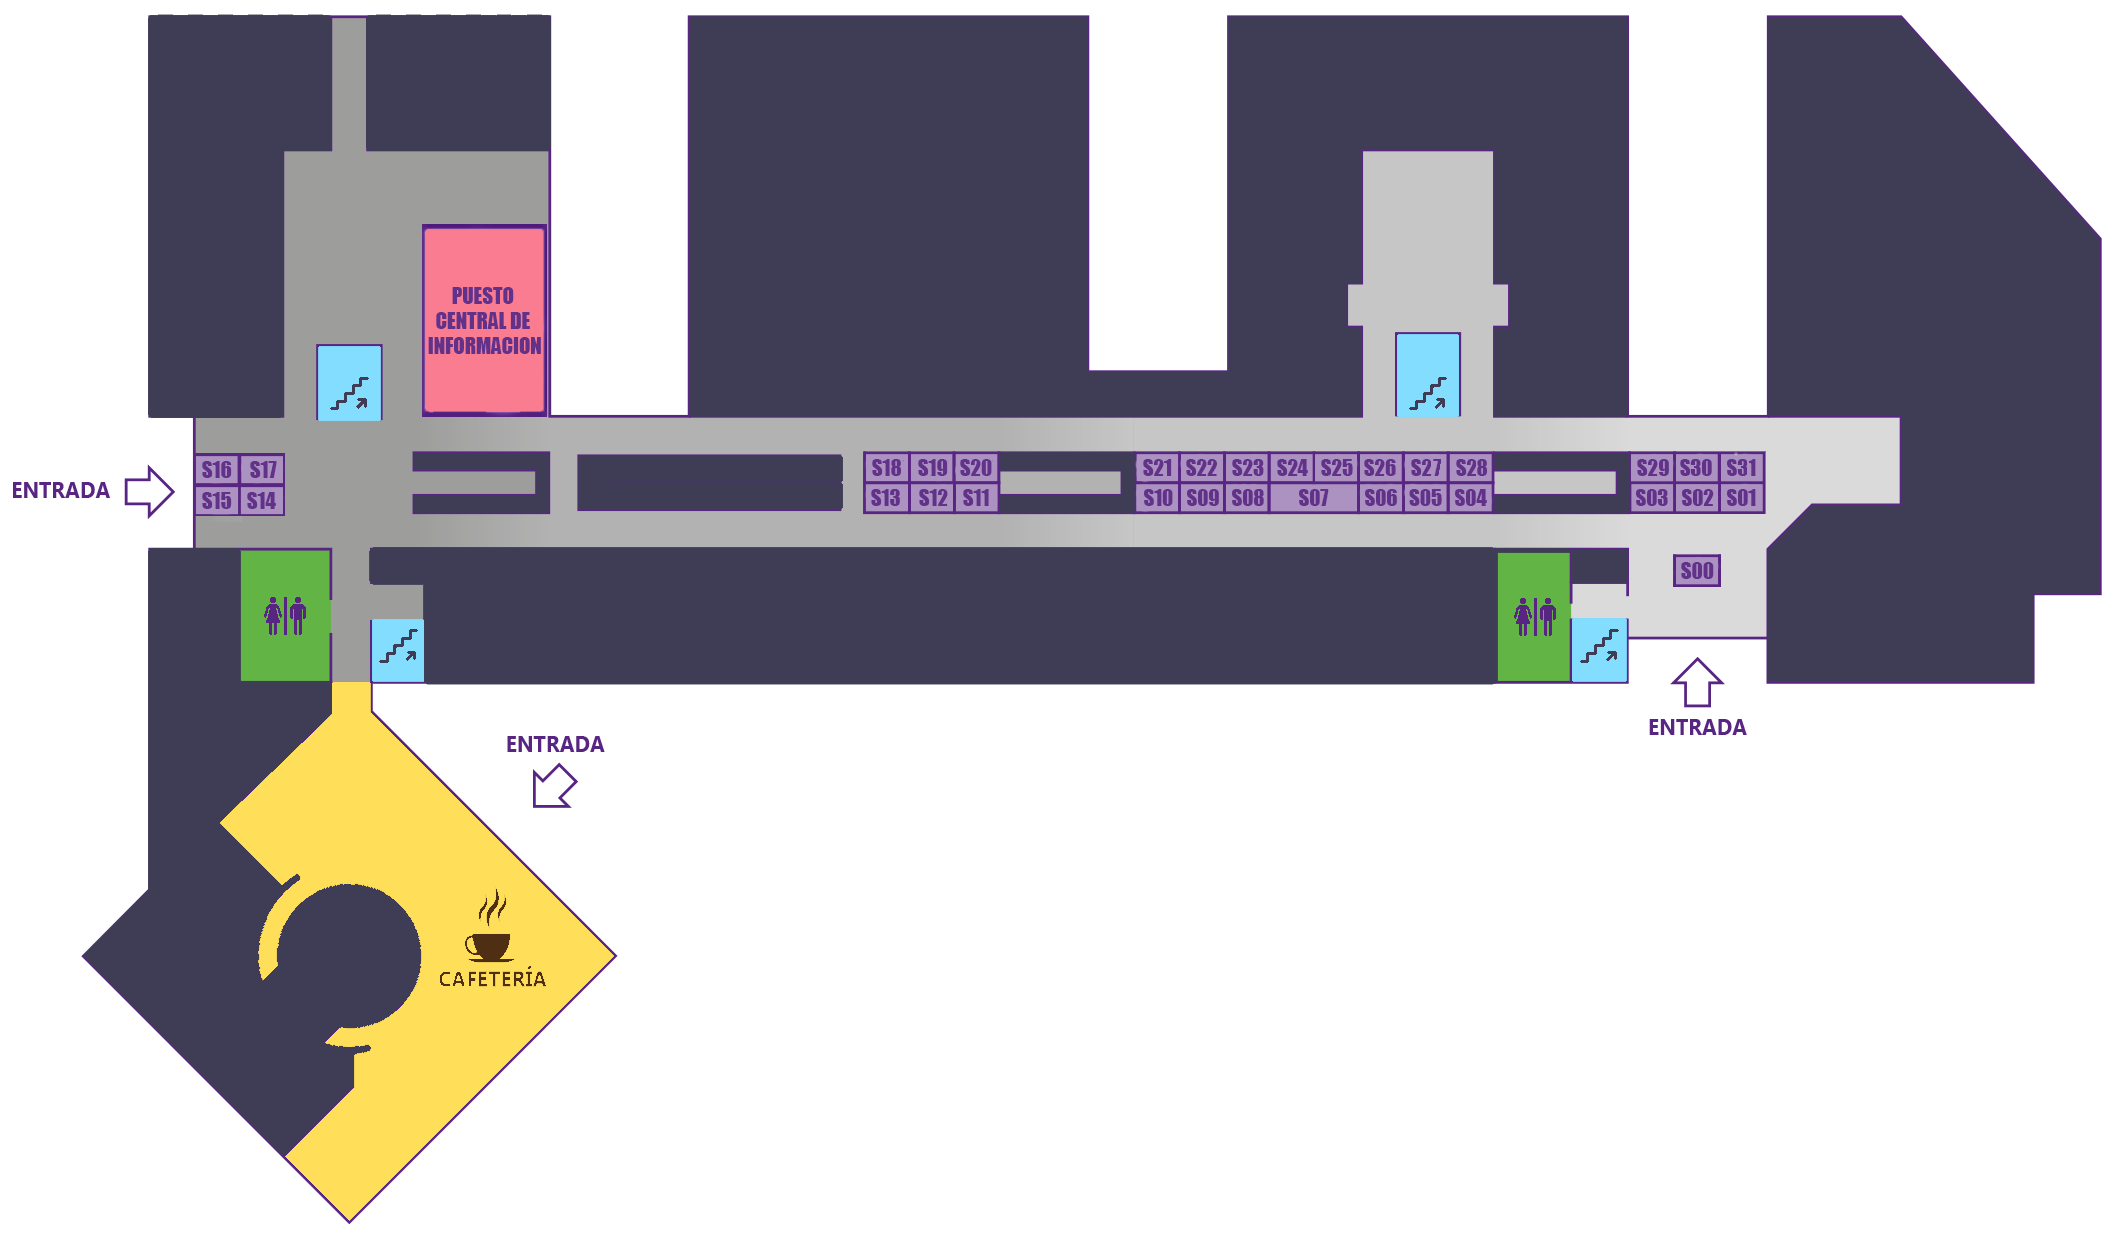 PUESTO
CENTRAL DE
INFORMACION
S16 S17
S15 S14
S18 S19 S20
S13 S12 S11
S21 S22 S23 S24 S25 S26 S27 S28
S10 S09 S08 S07 S06 S05 S04
S29 S30 S31
S03 S02 S01
ENTRADA
S00
ENTRADA
ENTRADA
CAFETERÍA